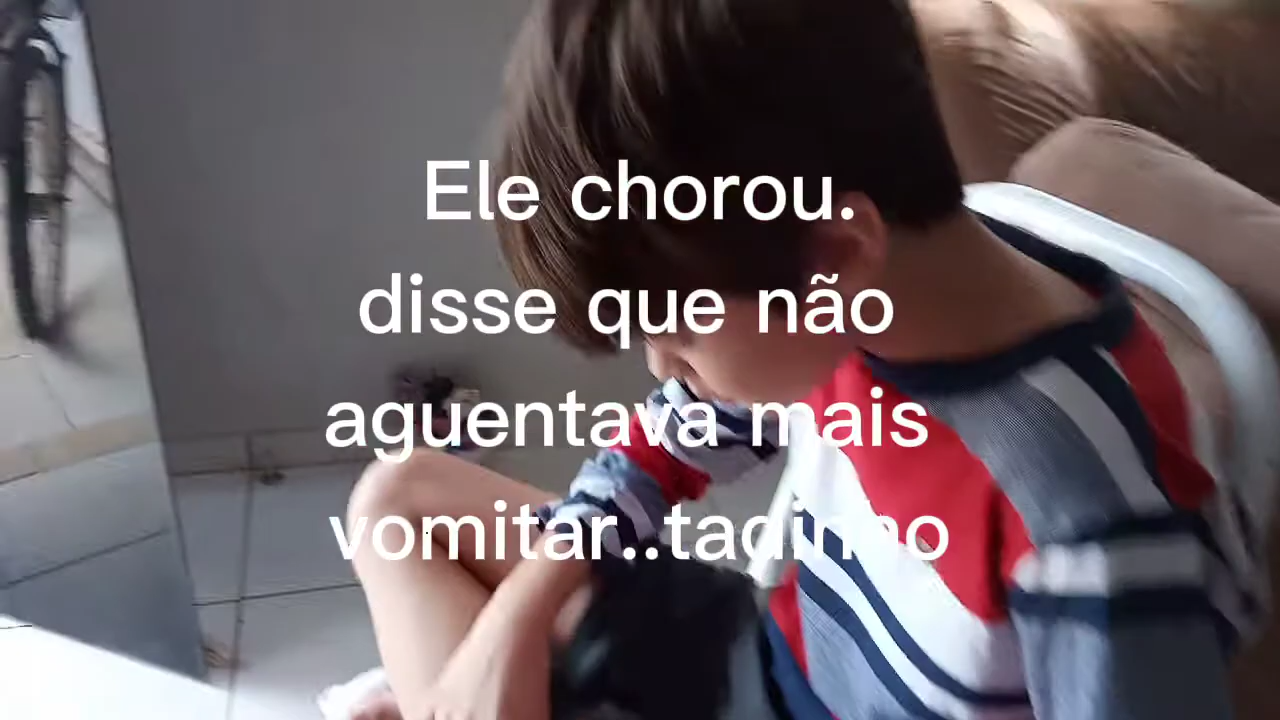 Ele chorou.
disse que não
aguentava mais
vomitar..tadinho